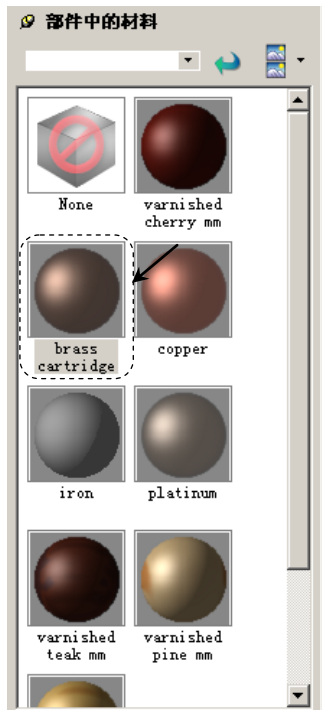 部件中的材料
None
varnished
cherry mm
brass
cartridge
copper
iron
platinum
varnished
teak mm
varnished
pine mm